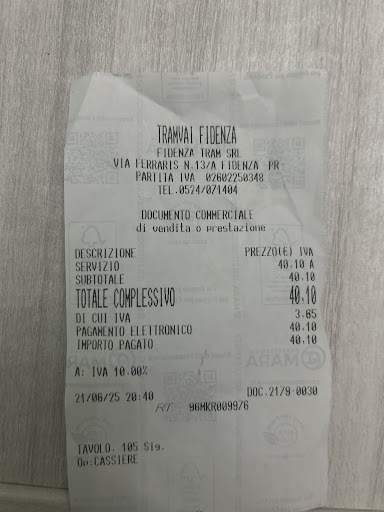 TRAMVAI FIDENZA
FIDENZA TRAM SRL
VIA FERRARIS N.13/A FIDENZA PR
PARTITA IVA 02602250348
TEL.0524/071404
DOCUMENTO COMMERCIALE
di vendita o prestazione
DESCRIZIONE PREZZO(€) IVA
SERVIZIO 40.10 A
SUBTOTALE 40.10
TOTALE COMPLESSIVO 40.10
DI CUI IVA 3.65
PAGAMENTO ELETTRONICO 40.10
IMPORTO PAGATO 40.10
A: IVA 10.00%
21/06/25 20:40 DOC.2179-0030
RT 96MKR009976
TAVOLO. 105 Sig.
Op:CASSIERE